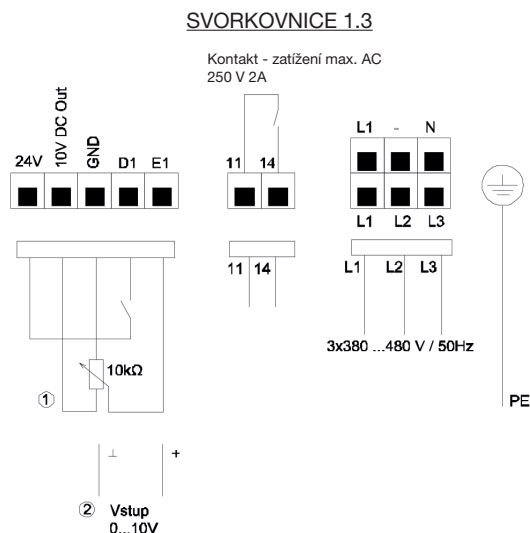 SVORKOVNICE 1.3
Kontakt - zatížení max. AC
250 V 2A
24V 10V DC Out GND D1 E1
11 14
L1 - N
L1 L2 L3
11 14
L1 L2 L3
3x380 ...480 V / 50Hz
10kΩ
① PE
⊥ +
② Vstup
0...10V